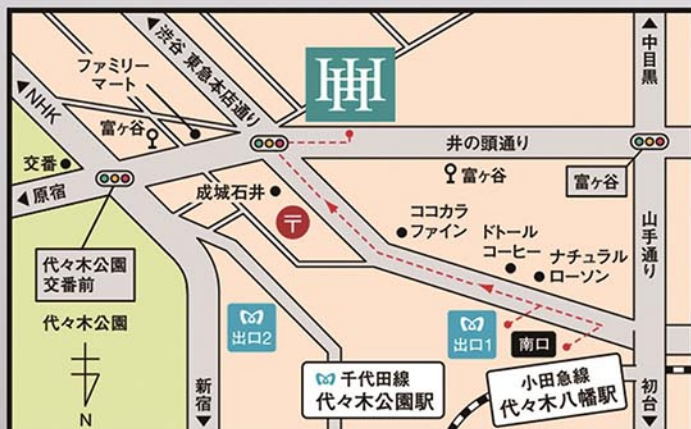 渋谷 東急本店通り
中目黒
ファミリー
マート
NHK
富ケ谷
井の頭通り
交番
原宿
成城石井
富ケ谷
富ケ谷
〒
ココカラ
ファイン
ドトール
コーヒー
ナチュラル
ローソン
山手通り
代々木公園
交番前
代々木公園
出口2
出口1
南口
千代田線
代々木公園駅
小田急線
代々木八幡駅
新宿
初台
N